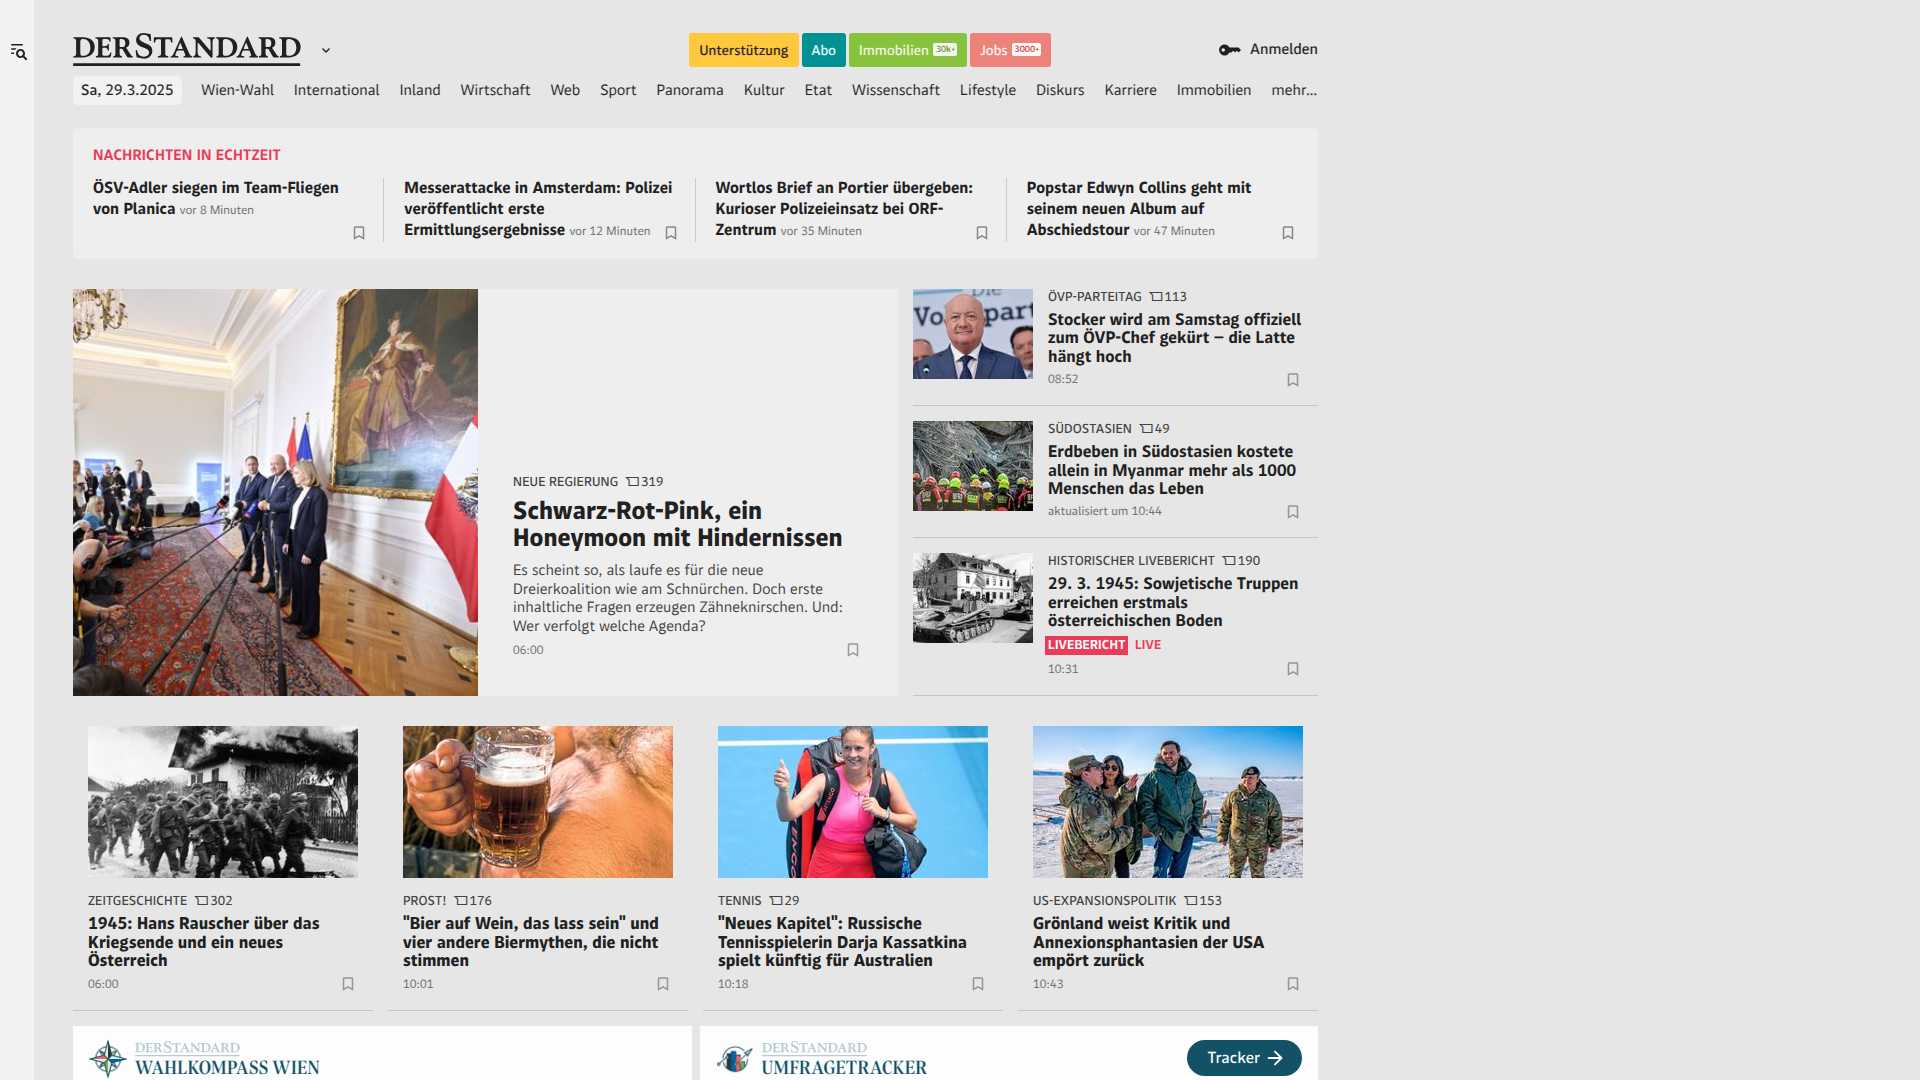 DERSTANDARD
Unterstützung
Abo
Immobilien 30k+
Jobs 3000+
Anmelden
Sa, 29.3.2025
Wien-Wahl
International
Inland
Wirtschaft
Web
Sport
Panorama
Kultur
Etat
Wissenschaft
Lifestyle
Diskurs
Karriere
Immobilien
mehr...
NACHRICHTEN IN ECHTZEIT
ÖSV-Adler siegen im Team-Fliegen
von Planica vor 8 Minuten
Messerattacke in Amsterdam: Polizei
veröffentlicht erste
Ermittlungsergebnisse vor 12 Minuten
Wortlos Brief an Portier übergeben:
Kurioser Polizeieinsatz bei ORF-
Zentrum vor 35 Minuten
Popstar Edwyn Collins geht mit
seinem neuen Album auf
Abschiedstour vor 47 Minuten
NEUE REGIERUNG 319
Schwarz-Rot-Pink, ein
Honeymoon mit Hindernissen
Es scheint so, als laufe es für die neue
Dreierkoalition wie am Schnürchen. Doch erste
inhaltliche Fragen erzeugen Zähneknirschen. Und:
Wer verfolgt welche Agenda?
06:00
ÖVP-PARTEITAG 113
Stocker wird am Samstag offiziell
zum ÖVP-Chef gekürt – die Latte
hängt hoch
08:52
SÜDOSTASIEN 49
Erdbeben in Südostasien kostete
allein in Myanmar mehr als 1000
Menschen das Leben
aktualisiert um 10:44
HISTORISCHER LIVEBERICHT 190
29. 3. 1945: Sowjetische Truppen
erreichen erstmals
österreichischen Boden
LIVEBERICHT LIVE
10:31
ZEITGESCHICHTE 302
1945: Hans Rauscher über das
Kriegsende und ein neues
Österreich
06:00
PROST! 176
"Bier auf Wein, das lass sein" und
vier andere Biermythen, die nicht
stimmen
10:01
TENNIS 29
"Neues Kapitel": Russische
Tennisspielerin Darja Kassatkina
spielt künftig für Australien
10:18
US-EXPANSIONSPOLITIK 153
Grönland weist Kritik und
Annexionsphantasien der USA
empört zurück
10:43
DERSTANDARD
WAHLKOMPASS WIEN
DERSTANDARD
UMFRAGETRACKER
Tracker